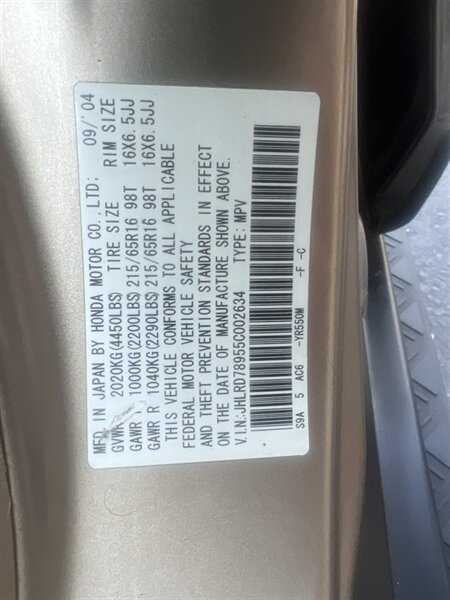 MFD IN JAPAN BY HONDA MOTOR CO.,LTD: 09/'04
GVWR 2020KG(4450LBS) TIRE SIZE RIM SIZE
GAWR F 1000KG(2200LBS) 215/65R16 98T 16X6.5JJ
GAWR R 1040KG(2290LBS) 215/65R16 98T 16X6.5JJ
THIS VEHICLE CONFORMS TO ALL APPLICABLE
FEDERAL MOTOR VEHICLE SAFETY
AND THEFT PREVENTION STANDARDS IN EFFECT
ON THE DATE OF MANUFACTURE SHOWN ABOVE.
V.I.N:JHLRD78955C002634 TYPE: MPV
S9A 5 AC6 -YR550M -F -C